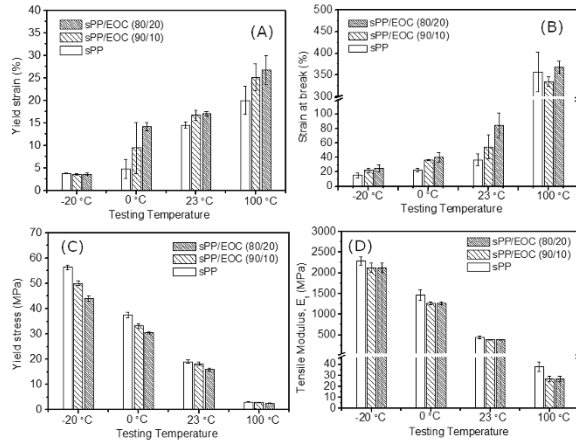 (A)
sPP/EOC (80/20)
sPP/EOC (90/10)
sPP
Yield strain (%)
40
35
30
25
20
15
10
5
0
-20 °C 0 °C 23 °C 100 °C
Testing Temperature
(B)
sPP/EOC (80/20)
sPP/EOC (90/10)
sPP
Strain at break (%)
500
450
400
350
300
100
80
60
40
20
0
-20 °C 0 °C 23 °C 100 °C
Testing Temperature
(C)
sPP/EOC (80/20)
sPP/EOC (90/10)
sPP
Yield stress (MPa)
70
60
50
40
30
20
10
0
-20 °C 0 °C 23 °C 100 °C
Testing Temperature
(D)
sPP/EOC (80/20)
sPP/EOC (90/10)
sPP
Tensile Modulus, Et (MPa)
3000
2500
2000
1500
1000
500
40
30
20
10
0
-20 °C 0 °C 23 °C 100 °C
Testing Temperature